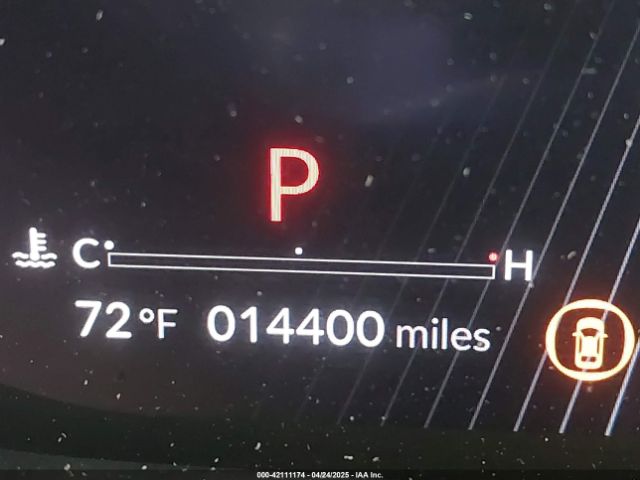 P
C H
72°F 014400 miles
000-42111174 - 04/24/2025 - IAA Inc.